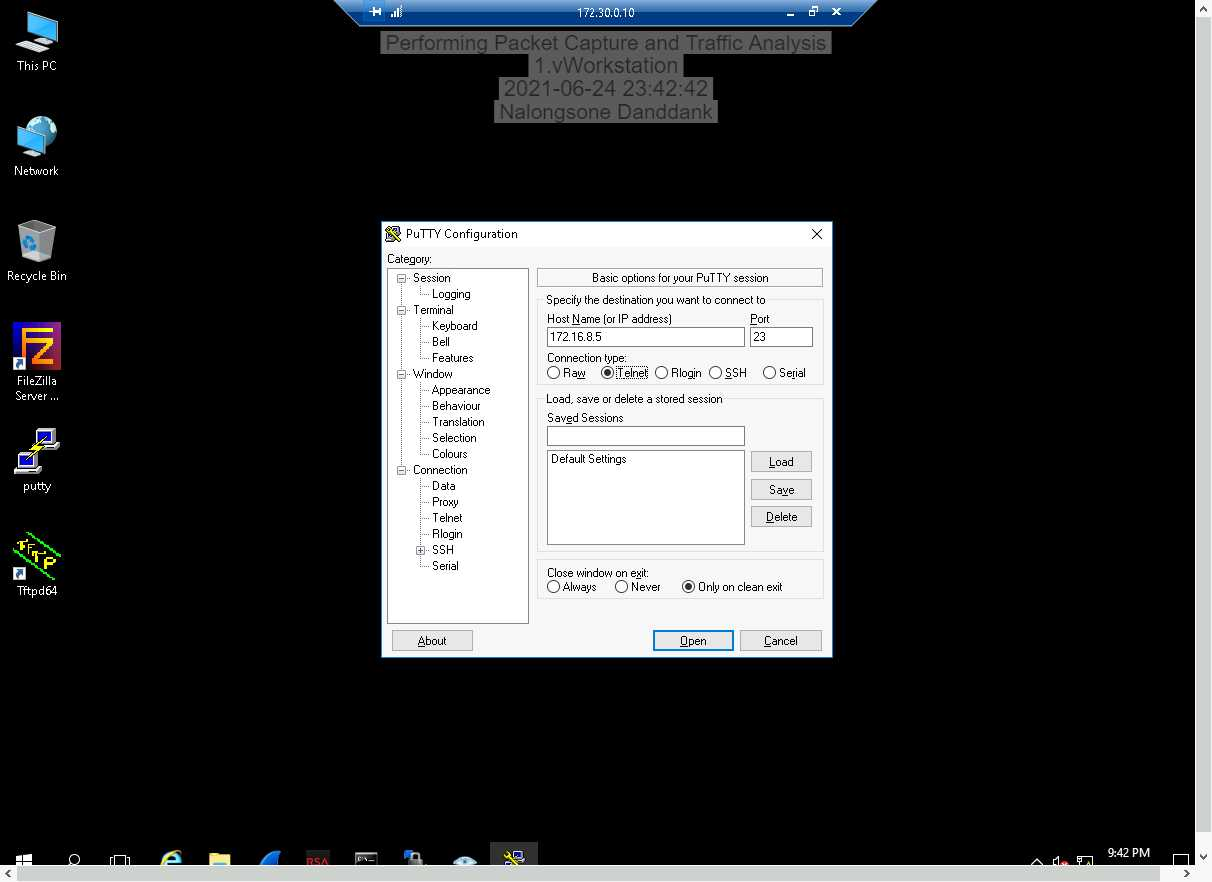 172.30.0.10
Performing Packet Capture and Traffic Analysis
1.vWorkstation
2021-06-24 23:42:42
Nalongsone Danddank
This PC
Network
Recycle Bin
FileZilla
Server ...
putty
Tftpd64
PuTTY Configuration
Category:
Session
Logging
Terminal
Keyboard
Bell
Features
Window
Appearance
Behaviour
Translation
Selection
Colours
Connection
Data
Proxy
Telnet
Rlogin
SSH
Serial
Basic options for your PuTTY session
Specify the destination you want to connect to
Host Name (or IP address) Port
172.16.8.5 23
Connection type:
Raw Telnet Rlogin SSH Serial
Load, save or delete a stored session
Saved Sessions
Default Settings
Load
Save
Delete
Close window on exit:
Always Never Only on clean exit
About Open Cancel
RSA
9:42 PM